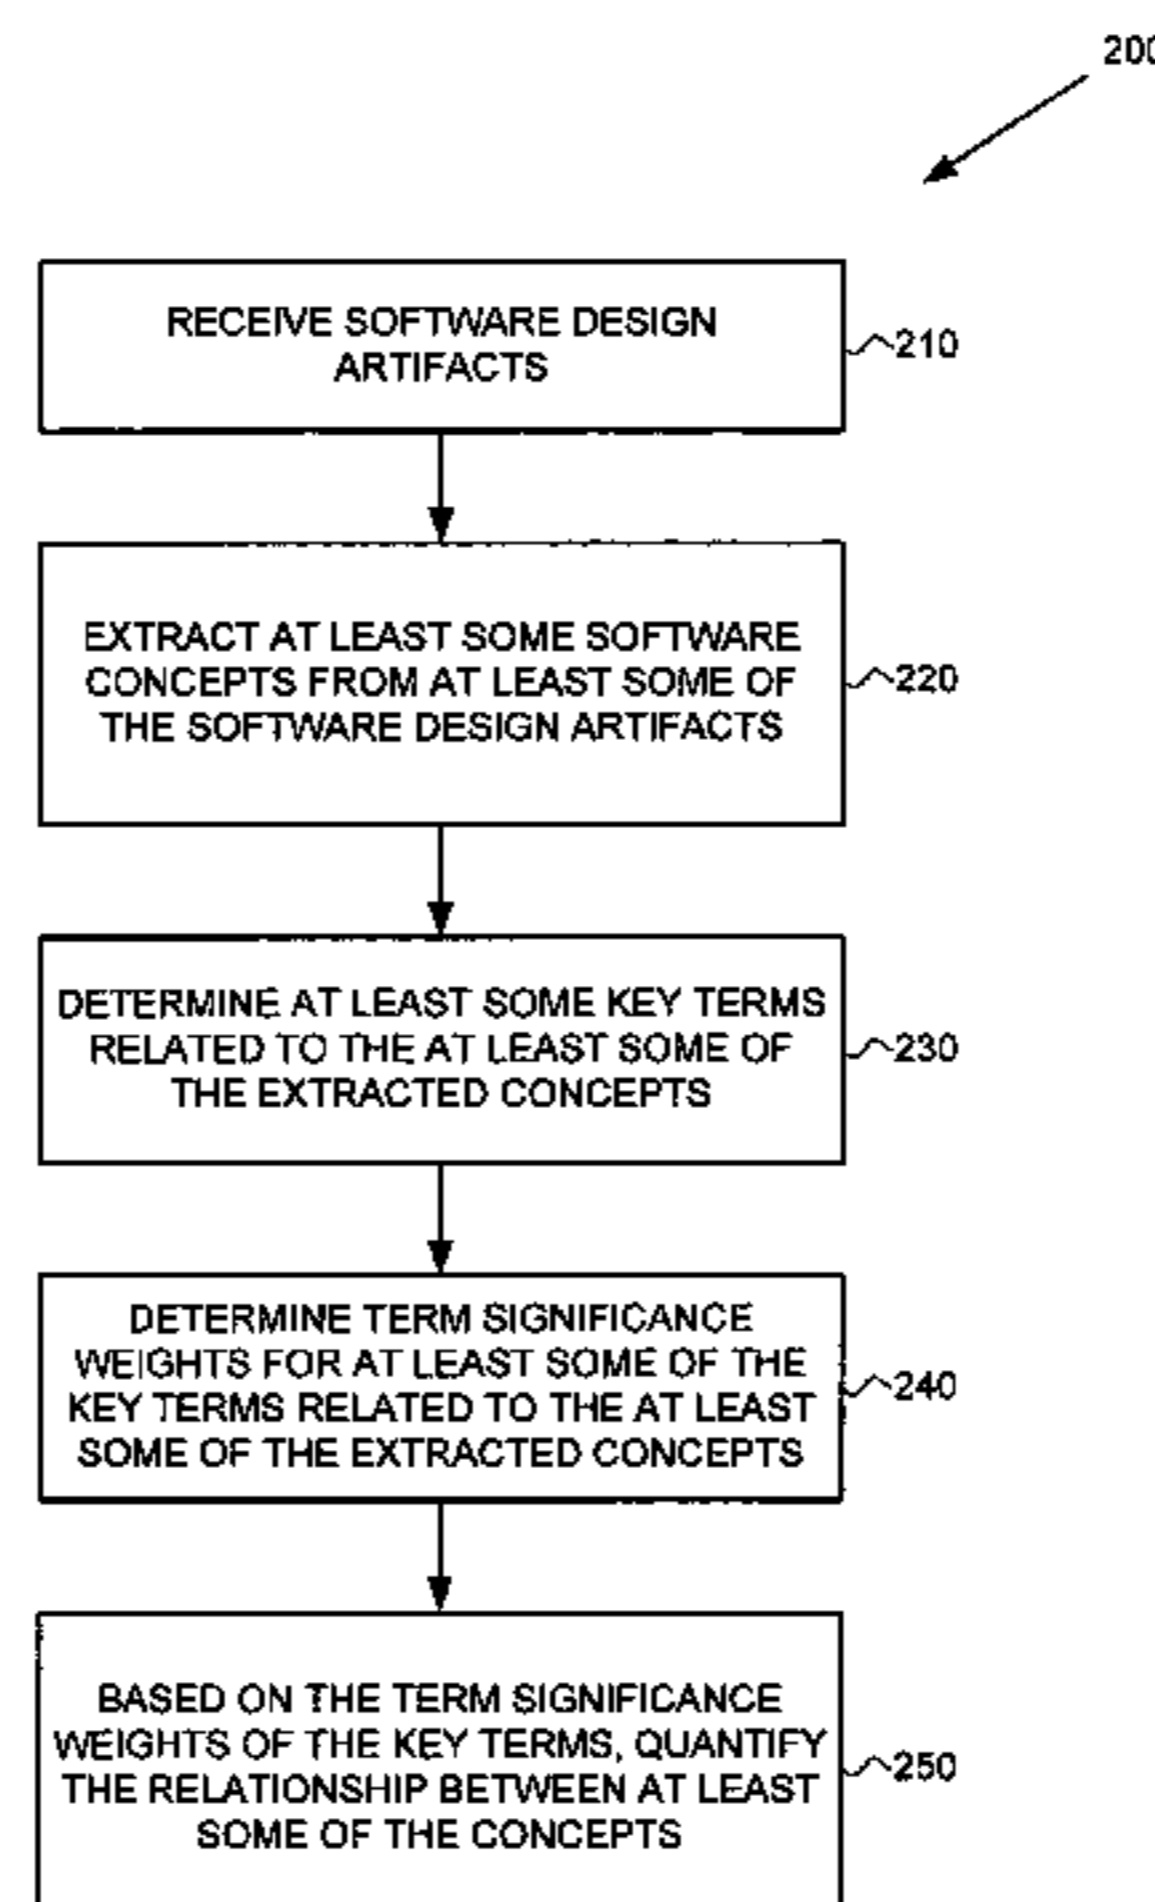 200
RECEIVE SOFTWARE DESIGN
ARTIFACTS
210
EXTRACT AT LEAST SOME SOFTWARE
CONCEPTS FROM AT LEAST SOME OF
THE SOFTWARE DESIGN ARTIFACTS
220
DETERMINE AT LEAST SOME KEY TERMS
RELATED TO THE AT LEAST SOME OF
THE EXTRACTED CONCEPTS
230
DETERMINE TERM SIGNIFICANCE
WEIGHTS FOR AT LEAST SOME OF THE
KEY TERMS RELATED TO THE AT LEAST
SOME OF THE EXTRACTED CONCEPTS
240
BASED ON THE TERM SIGNIFICANCE
WEIGHTS OF THE KEY TERMS, QUANTIFY
THE RELATIONSHIP BETWEEN AT LEAST
SOME OF THE CONCEPTS
250